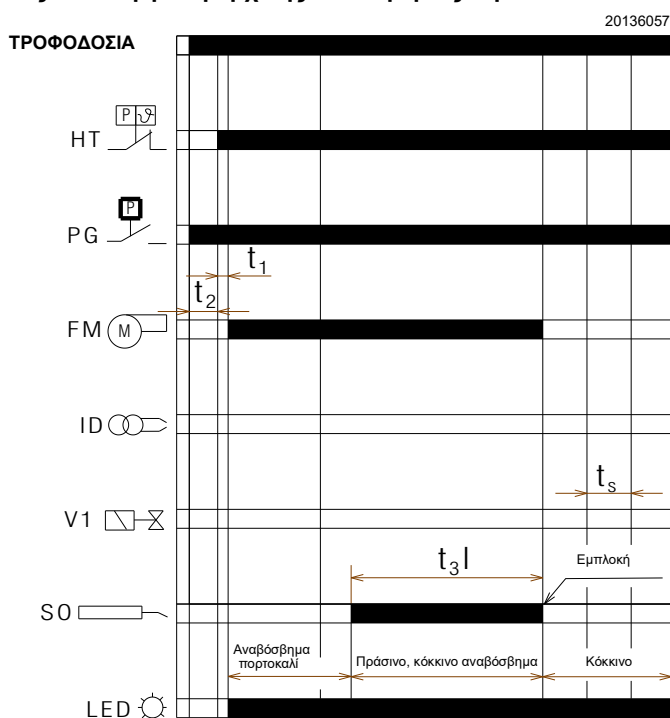 20136057
ΤΡΟΦΟΔΟΣΙΑ
P ϑ
HT
P
PG
t1
t2
FM M
ID
ts
V1
t3l
Εμπλοκή
SO
Αναβόσβημα
πορτοκαλί
Πράσινο, κόκκινο αναβόσβημα
Κόκκινο
LED